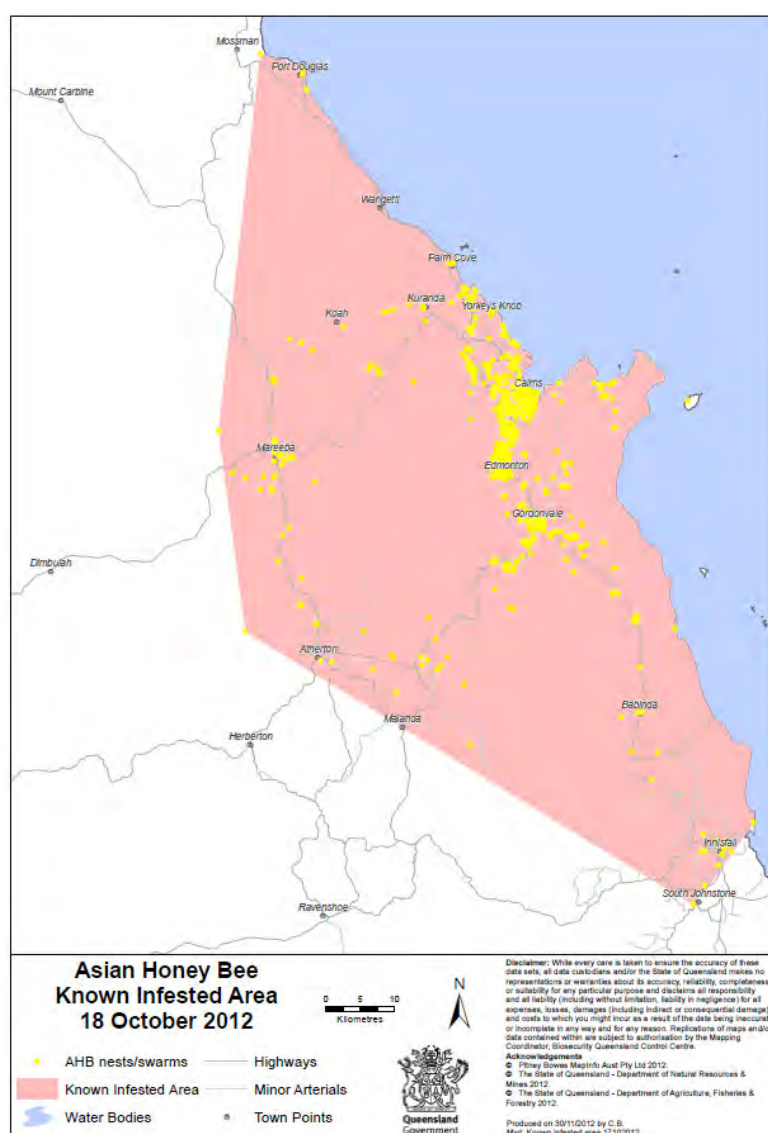 Mossman
Port Douglas
Mount Carbine
Wangetti
Palm Cove
Kuranda
Yorkeys Knob
Koah
Cairns
Mareeba
Edmonton
Gordonvale
Dimbulah
Atherton
Babinda
Malanda
Herberton
Innisfail
South Johnstone
Ravenshoe
Asian Honey Bee
Known Infested Area
18 October 2012
0 5 10
Kilometres
N
AHB nests/swarms
Highways
Known Infested Area
Minor Arterials
Water Bodies
Town Points
Queensland
Government
Disclaimer: While every care is taken to ensure the accuracy of these
data sets, all data custodians and/or the State of Queensland makes no
representations or warranties about its accuracy, reliability, completeness
or suitability for any particular purpose and disclaims all responsibility
and all liability (including without limitation, liability in negligence) for all
expenses, losses, damages (including indirect or consequential damage)
and costs to which you might incur as a result of the data being inaccurat
or incomplete in any way and for any reason. Replications of maps and/o
data contained within are subject to authorisation by the Mapping
Coordinator, Biosecurity Queensland Control Centre.
Acknowledgements
© Pitney Bowes MapInfo Aust Pty Ltd 2012.
© The State of Queensland - Department of Natural Resources &
Mines 2012.
© The State of Queensland - Department of Agriculture, Fisheries &
Forestry 2012.
Produced on 30/11/2012 by C.B.
Known infested area 17102012